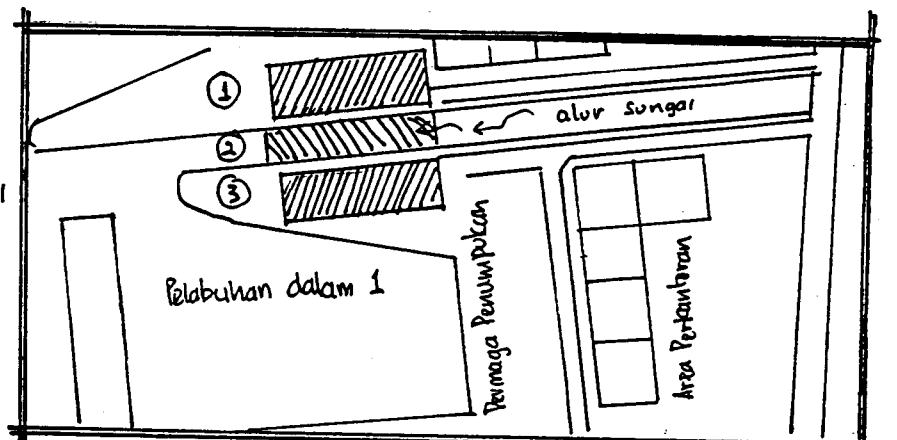 ①
②
③
alur sungai
Pelabuhan dalam 1
Dermaga Penumpukan
Area Perkantoran